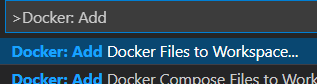 >Docker: Add
Docker: Add Docker Files to Workspace...
Docker: Add Docker Compose Files to Work